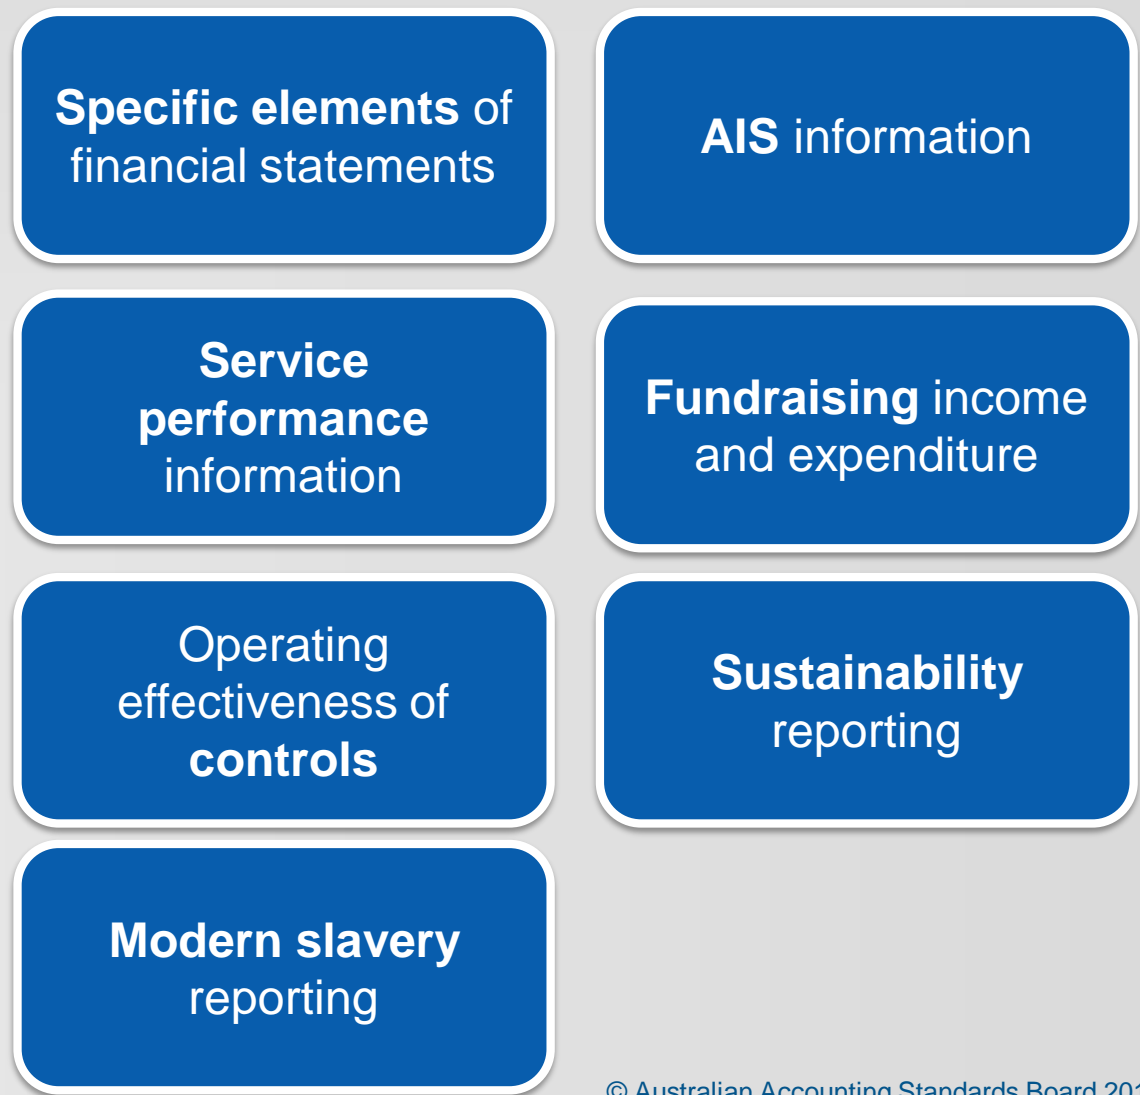 Specific elements of
financial statements
AIS information
Service
performance
information
Fundraising income
and expenditure
Operating
effectiveness of
controls
Sustainability
reporting
Modern slavery
reporting
© Australian Accounting Standards Board 201